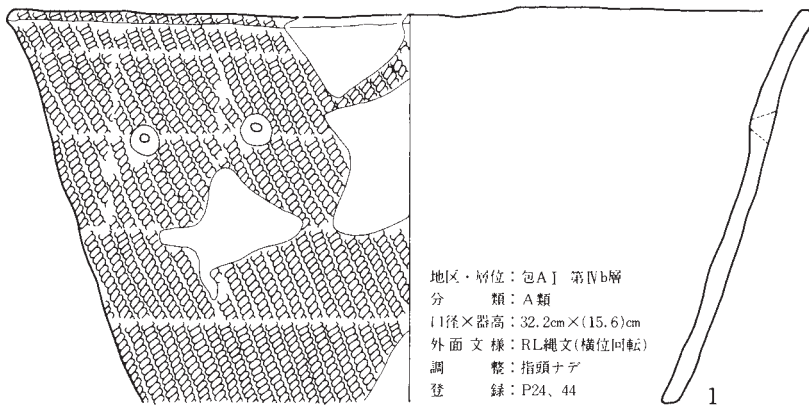 地区・層位：包AⅠ 第Ⅳb層
分　　　類：A類
口径×器高：32.2cm×(15.6)cm
外面文様：RL縄文(横位回転)
調　　　整：指頭ナデ
登　　　録：P24、44
1